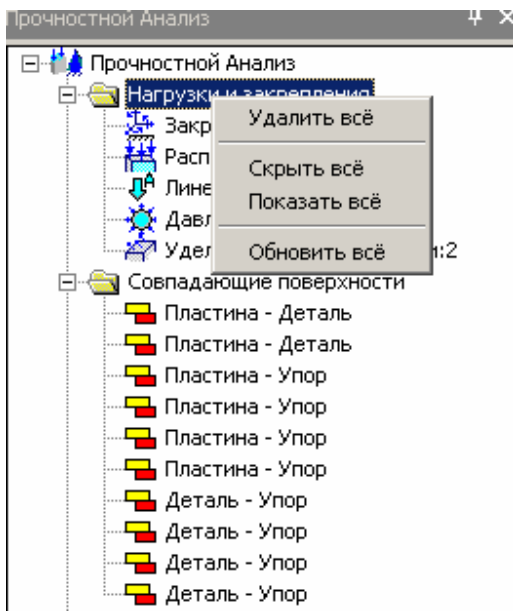 Прочностной Анализ
Прочностной Анализ
Нагрузки и закрепления
Удалить всё
Скрыть всё
Показать всё
Обновить всё
Закр
Расп
Лине
Давл
Удел и:2
Совпадающие поверхности
Пластина - Деталь
Пластина - Деталь
Пластина - Упор
Пластина - Упор
Пластина - Упор
Пластина - Упор
Деталь - Упор
Деталь - Упор
Деталь - Упор
Деталь - Упор